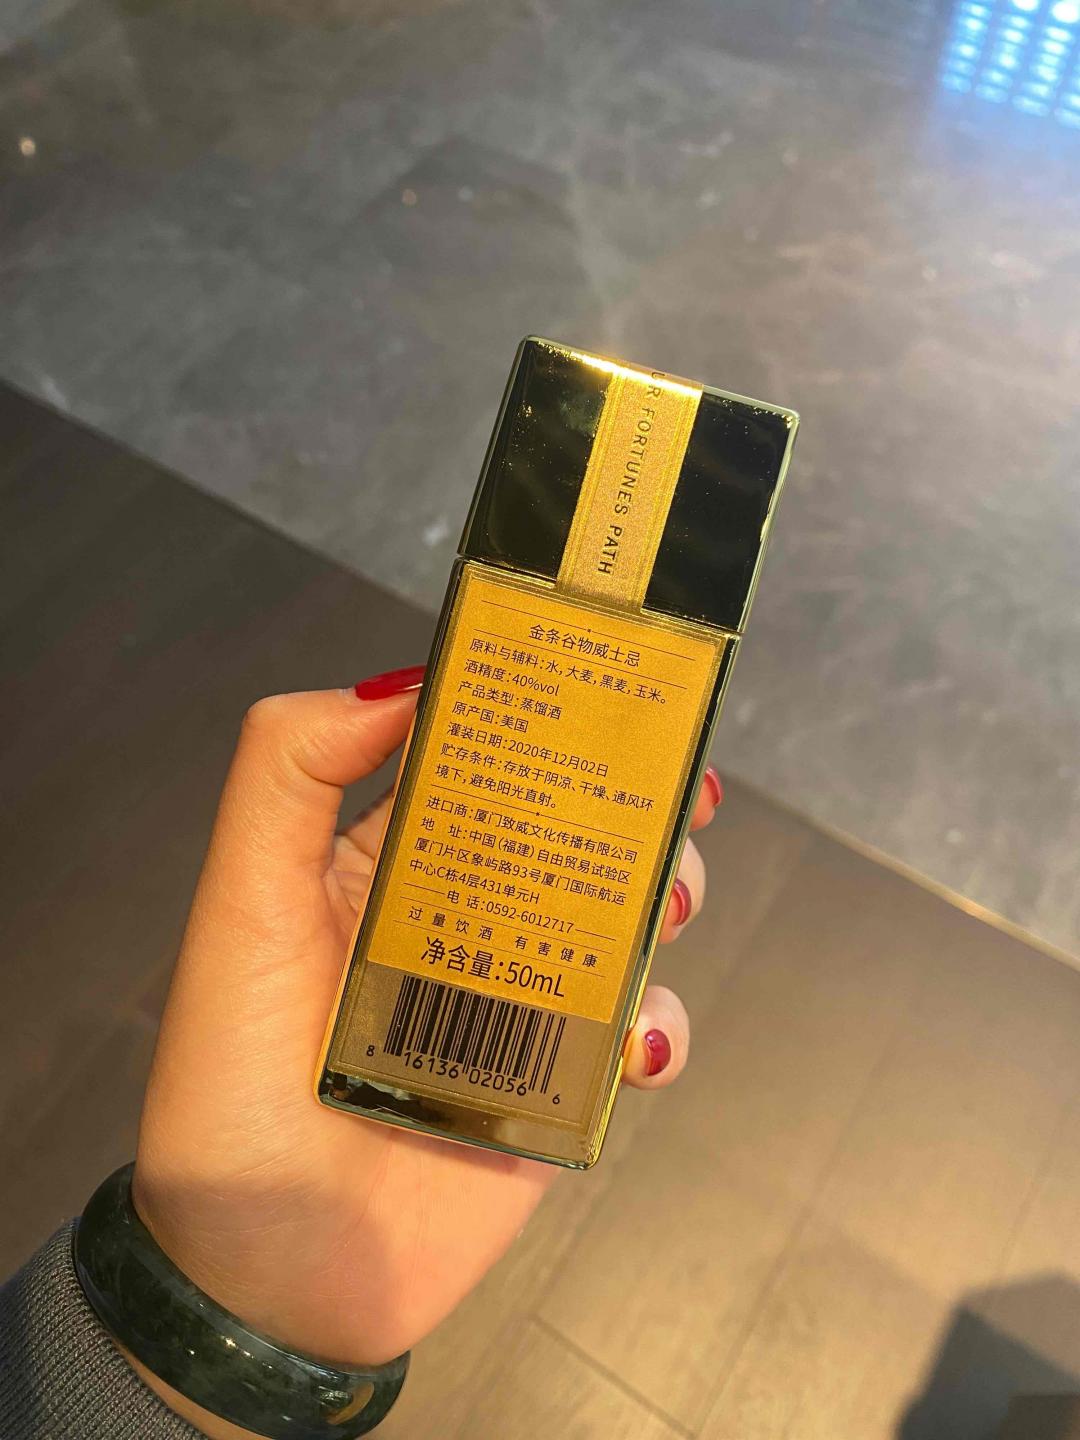 UR FORTUNES PATH
金条谷物威士忌
原料与辅料:水,大麦,黑麦,玉米。
酒精度:40%vol
产品类型:蒸馏酒
原产国:美国
灌装日期:2020年12月02日
贮存条件:存放于阴凉、干燥、通风环
境下,避免阳光直射。
进口商:厦门致威文化传播有限公司
地 址:中国(福建)自由贸易试验区
厦门片区象屿路93号厦门国际航运
中心C栋4层431单元H
电 话:0592-6012717
过量饮酒 有害健康
净含量:50mL
8 16136 02056 6